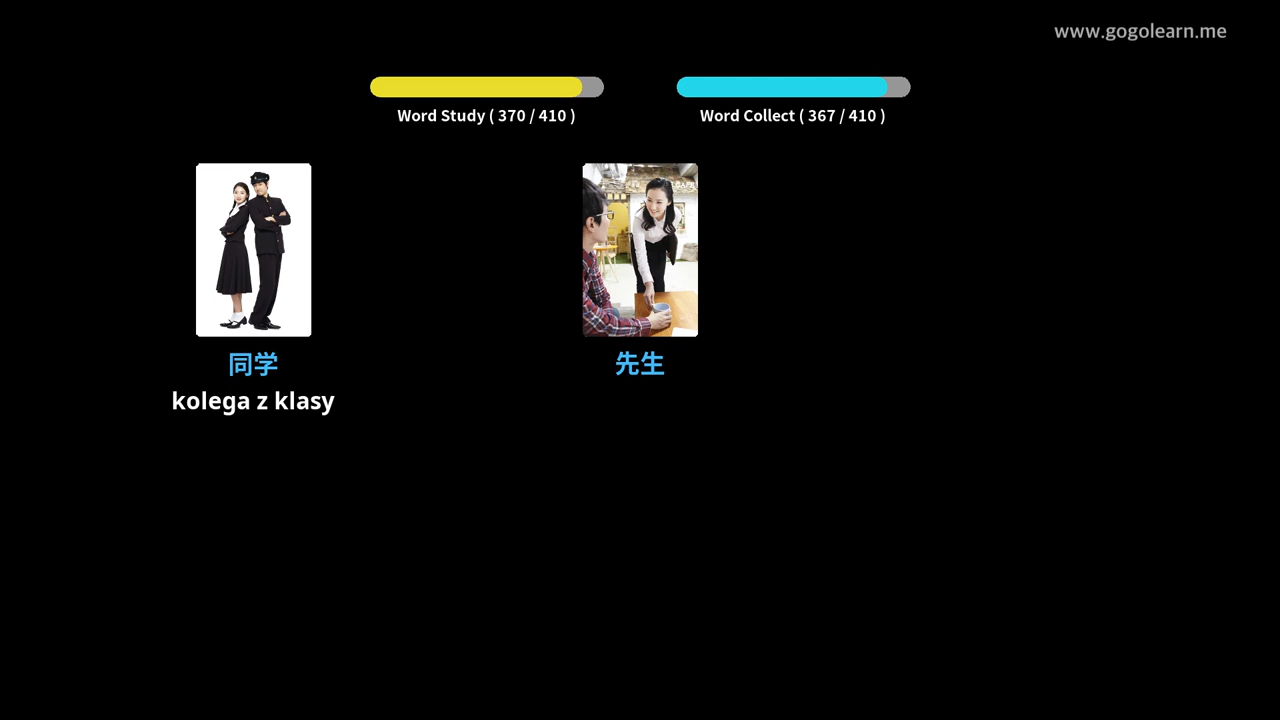 www.gogolearn.me
Word Study ( 370 / 410 )
Word Collect ( 367 / 410 )
同学
先生
kolega z klasy